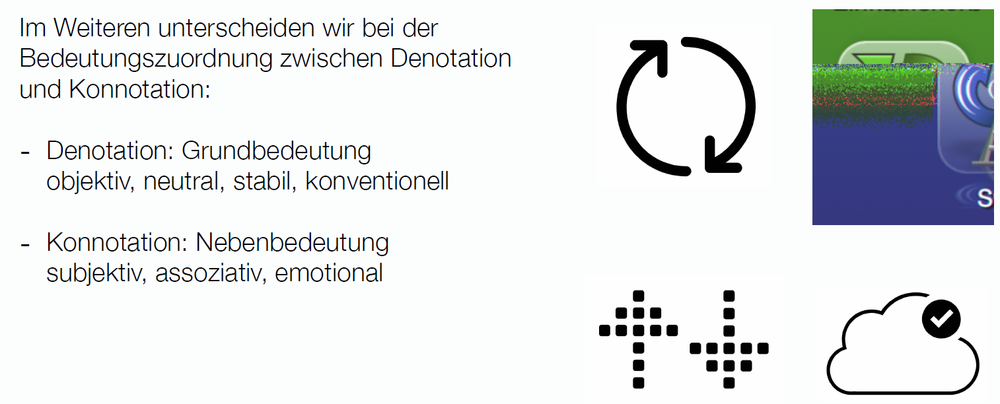 Im Weiteren unterscheiden wir bei der
Bedeutungszuordnung zwischen Denotation
und Konnotation:
- Denotation: Grundbedeutung
objektiv, neutral, stabil, konventionell
- Konnotation: Nebenbedeutung
subjektiv, assoziativ, emotional